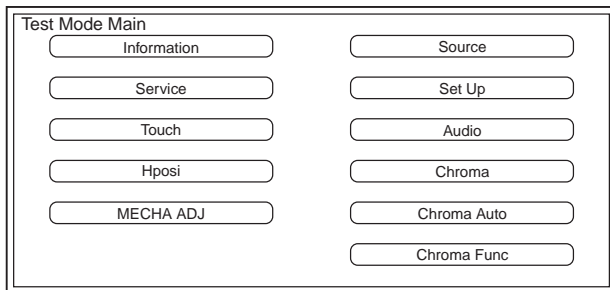 Test Mode Main
Information
Service
Touch
Hposi
MECHA ADJ
Source
Set Up
Audio
Chroma
Chroma Auto
Chroma Func